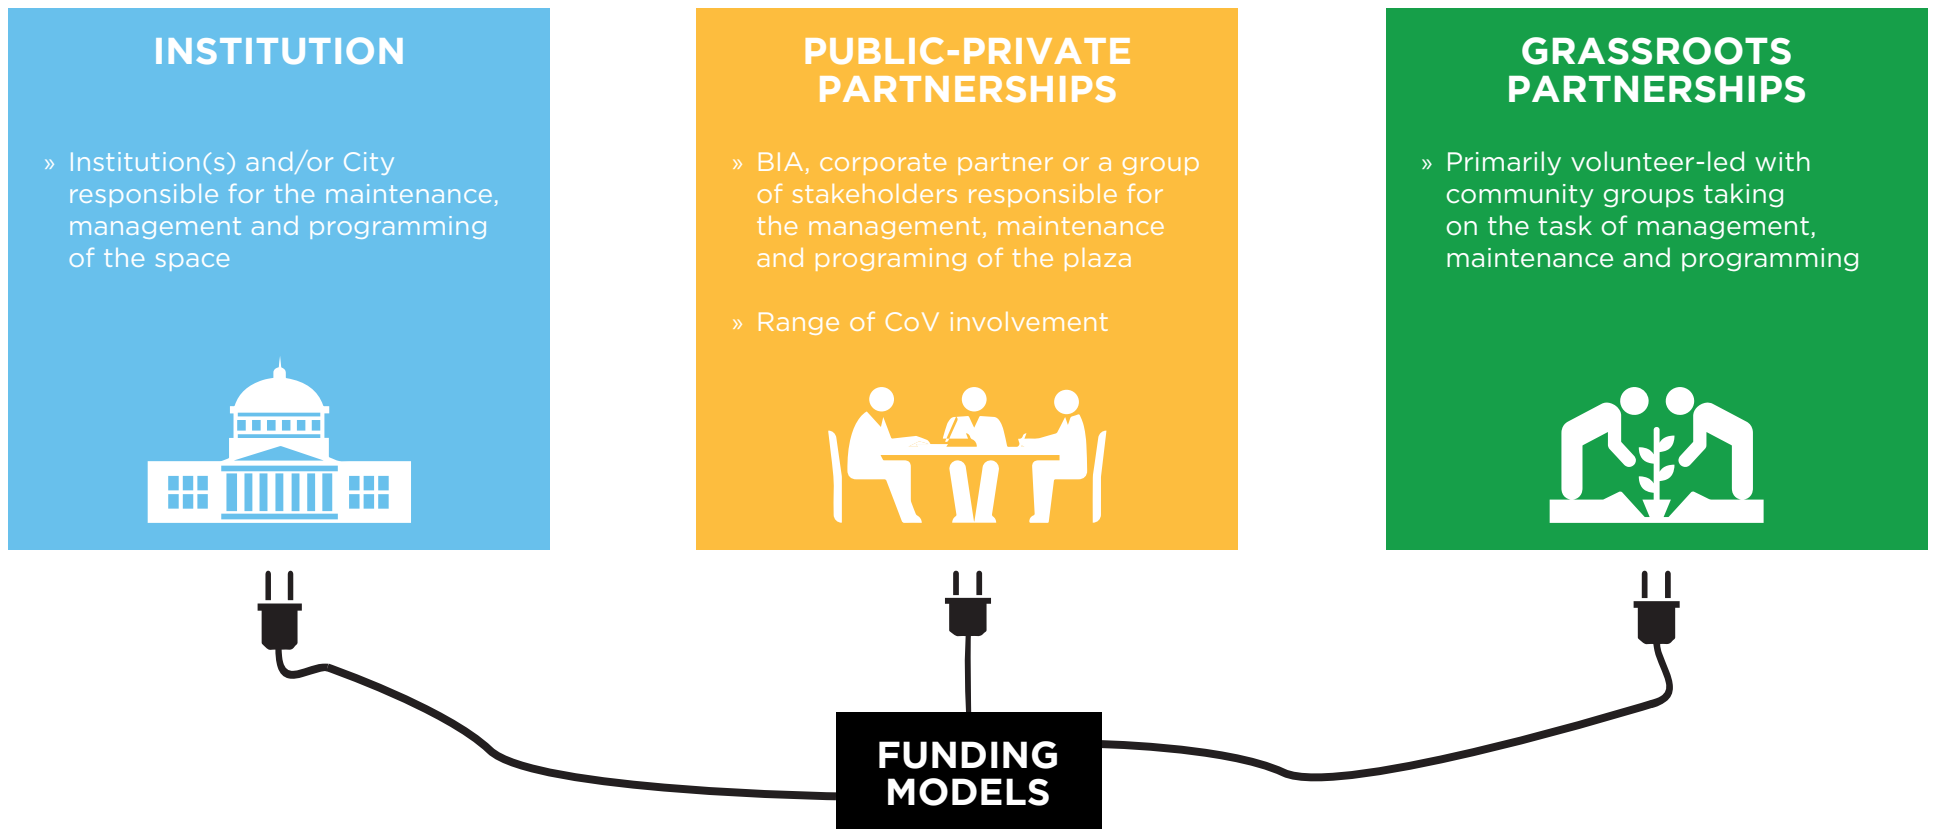 INSTITUTION
» Institution(s) and/or City
responsible for the maintenance,
management and programming
of the space
PUBLIC-PRIVATE
PARTNERSHIPS
» BIA, corporate partner or a group
of stakeholders responsible for
the management, maintenance
and programing of the plaza
» Range of CoV involvement
GRASSROOTS
PARTNERSHIPS
» Primarily volunteer-led with
community groups taking
on the task of management,
maintenance and programming
FUNDING
MODELS